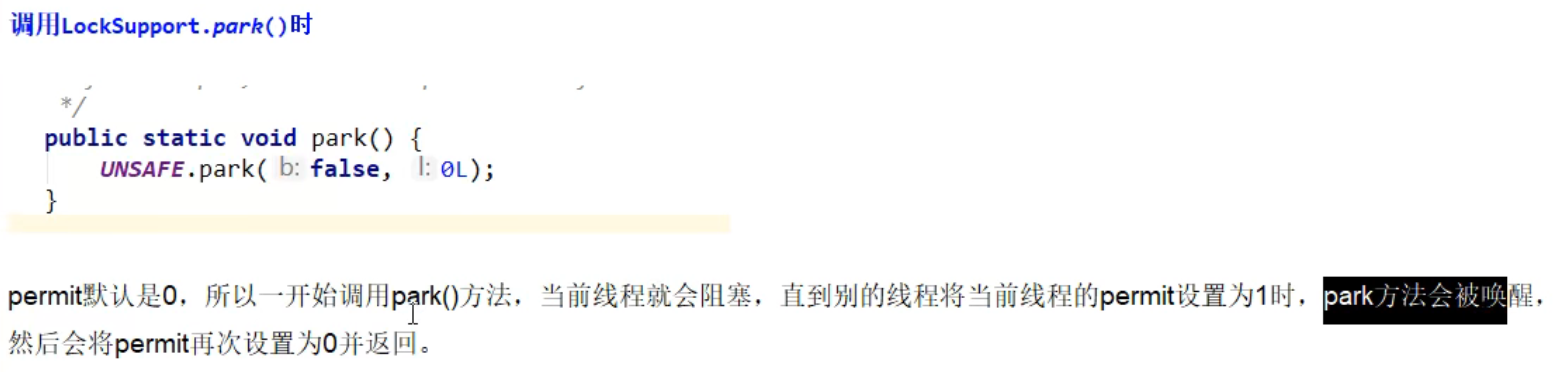 调用LockSupport.park()时
*/
public static void park() {
UNSAFE.park( b: false, l: 0L);
}
permit默认是0，所以一开始调用park()方法，当前线程就会阻塞，直到别的线程将当前线程的permit设置为1时，park方法会被唤醒，
然后会将permit再次设置为0并返回。